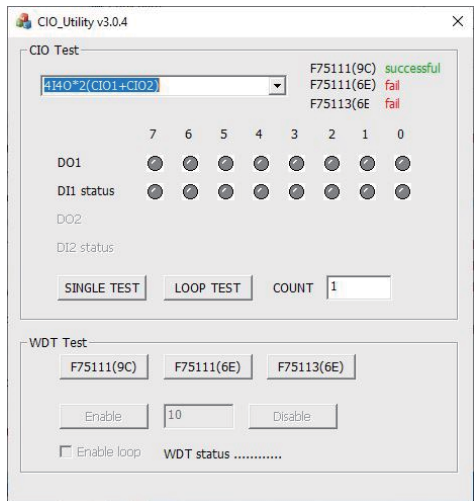 CIO_Utility v3.0.4
CIO Test
4I4O*2(CIO1+CIO2)
F75111(9C) successful
F75111(6E) fail
F75113(6E fail
7 6 5 4 3 2 1 0
DO1
DI1 status
DO2
DI2 status
SINGLE TEST LOOP TEST COUNT 1
WDT Test
F75111(9C) F75111(6E) F75113(6E)
Enable 10 Disable
Enable loop WDT status ............